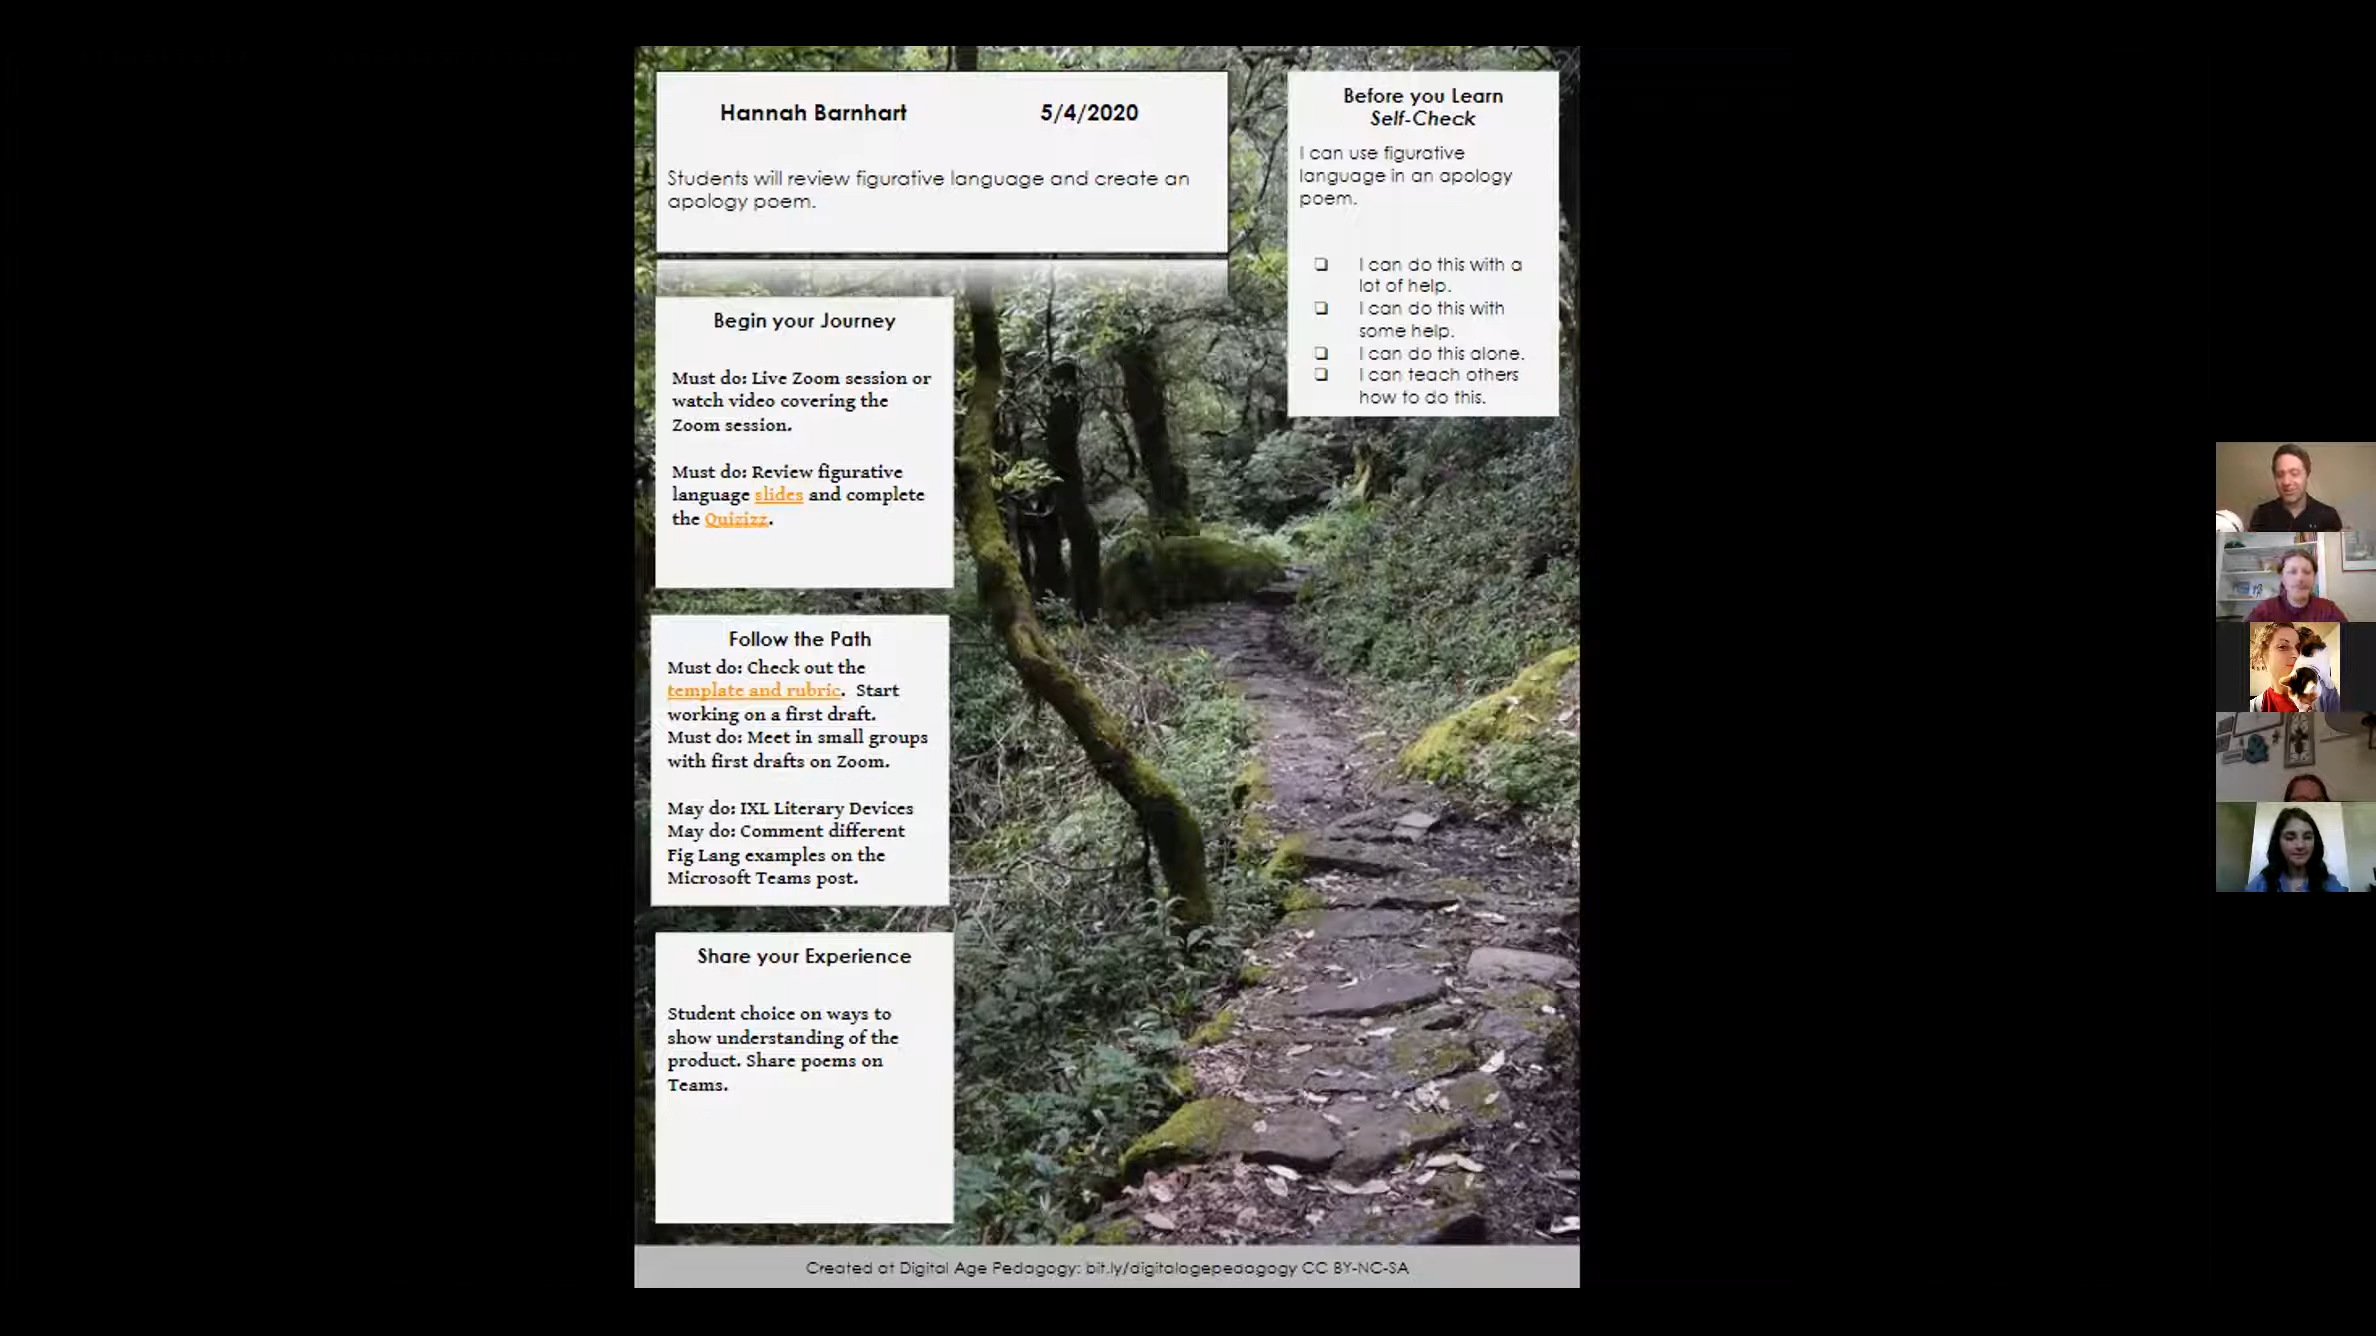 Hannah Barnhart 5/4/2020
Students will review figurative language and create an
apology poem.
Before you Learn
Self-Check
I can use figurative
language in an apology
poem.
❏ I can do this with a
lot of help.
❏ I can do this with
some help.
❏ I can do this alone.
❏ I can teach others
how to do this.
Begin your Journey
Must do: Live Zoom session or
watch video covering the
Zoom session.
Must do: Review figurative
language slides and complete
the Quizizz.
Follow the Path
Must do: Check out the
template and rubric. Start
working on a first draft.
Must do: Meet in small groups
with first drafts on Zoom.
May do: IXL Literary Devices
May do: Comment different
Fig Lang examples on the
Microsoft Teams post.
Share your Experience
Student choice on ways to
show understanding of the
product. Share poems on
Teams.
Created at Digital Age Pedagogy: bit.ly/digitalagepedagogy CC BY-NC-SA